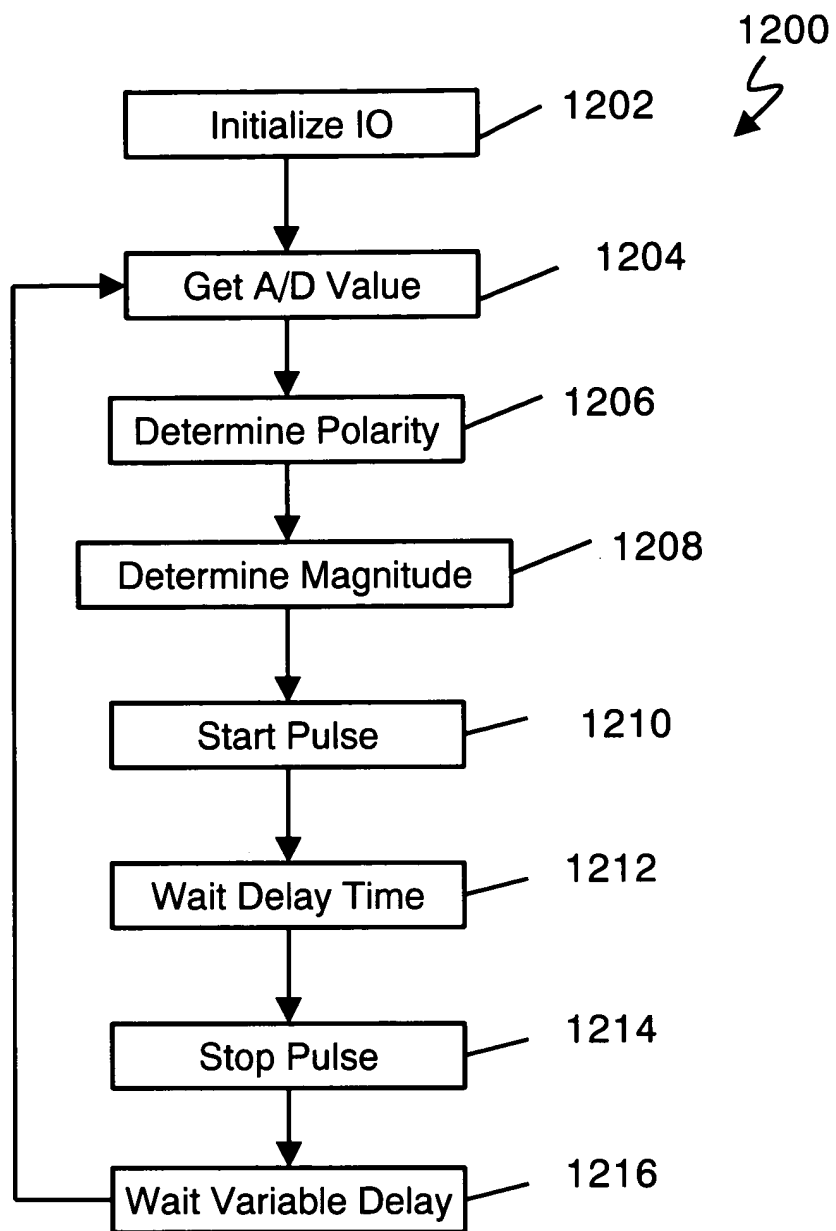 1200
Initialize IO
1202
Get A/D Value
1204
Determine Polarity
1206
Determine Magnitude
1208
Start Pulse
1210
Wait Delay Time
1212
Stop Pulse
1214
Wait Variable Delay
1216